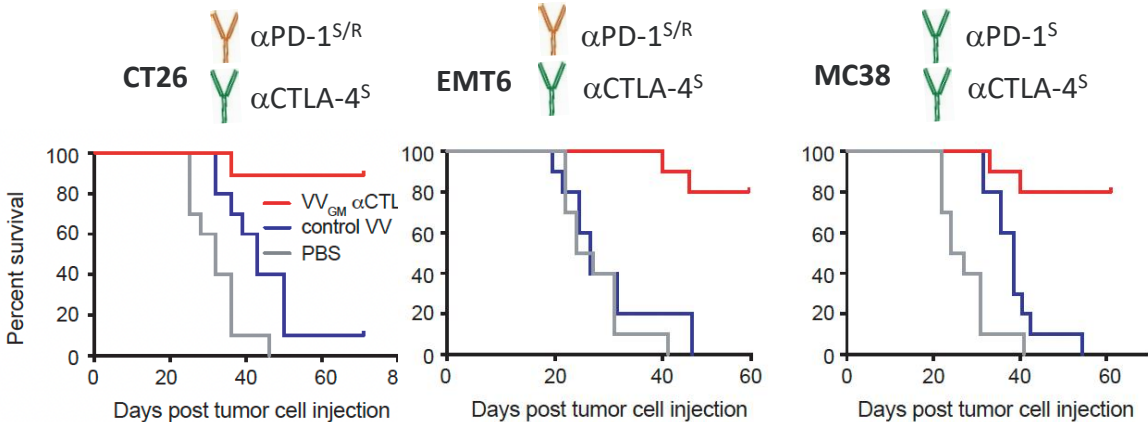 αPD-1S/R
CT26
αCTLA-4S
αPD-1S/R
EMT6
αCTLA-4S
αPD-1S
MC38
αCTLA-4S
Percent survival
100
80
60
40
20
0
VVGM αCTL
control VV
PBS
0 20 40 60 8
Days post tumor cell injection
100
80
60
40
20
0
0 20 40 60
Days post tumor cell injection
100
80
60
40
20
0
0 20 40 60
Days post tumor cell injection